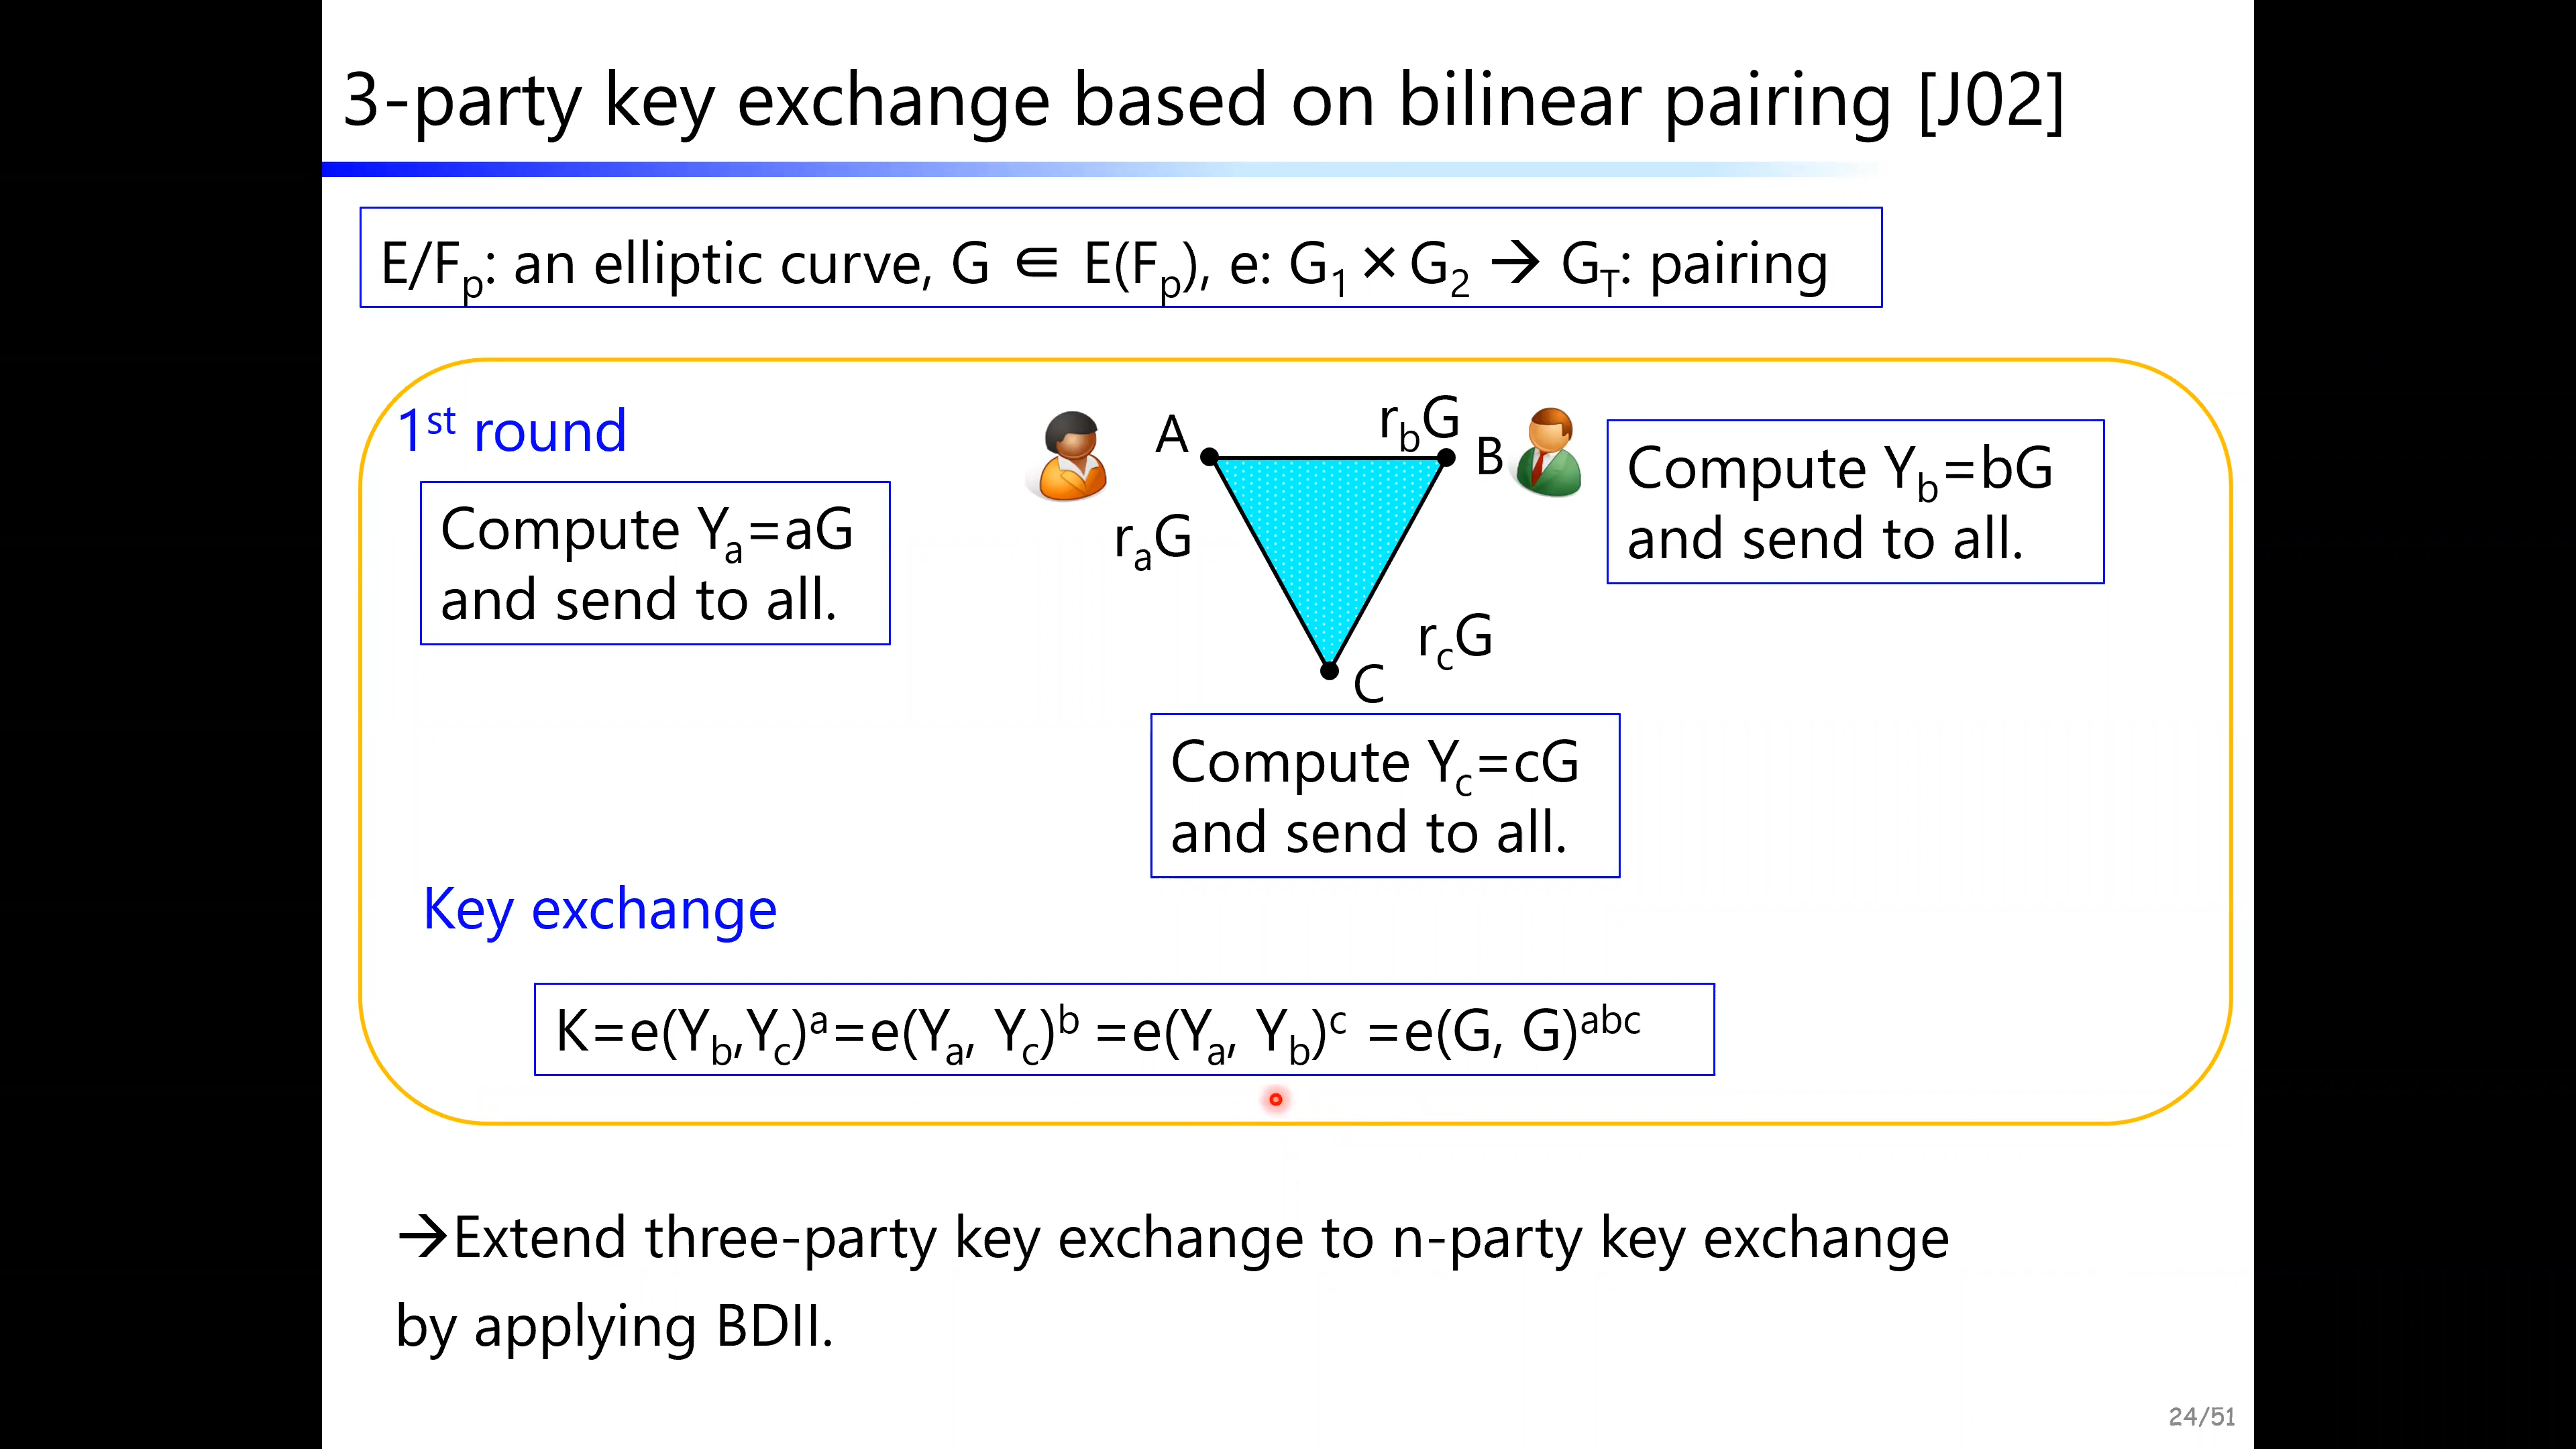 3-party key exchange based on bilinear pairing [J02]
E/Fp: an elliptic curve, G ∈ E(Fp), e: G1×G2 → GT: pairing
1st round
Compute Ya=aG
and send to all.
A
raG
rbG
B
rcG
C
Compute Yb=bG
and send to all.
Compute Yc=cG
and send to all.
Key exchange
K=e(Yb,Yc)^a=e(Ya, Yc)^b =e(Ya, Yb)^c =e(G, G)^abc
→Extend three-party key exchange to n-party key exchange
by applying BDII.
24/51